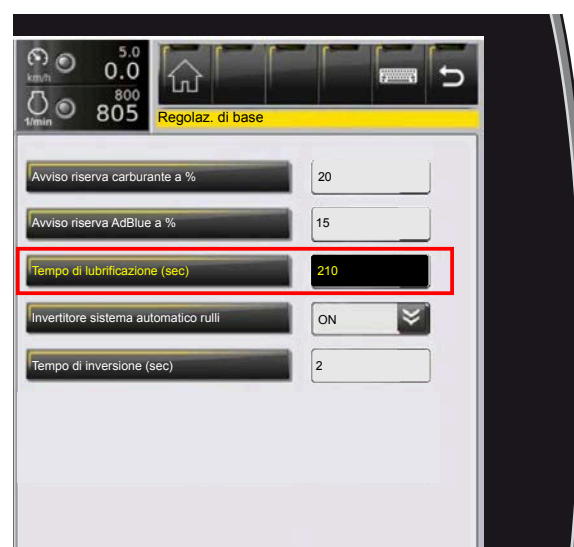 5.0
km/h 0.0
800
1/min 805
Regolaz. di base
Avviso riserva carburante a % 20
Avviso riserva AdBlue a % 15
Tempo di lubrificazione (sec) 210
Invertitore sistema automatico rulli ON
Tempo di inversione (sec) 2